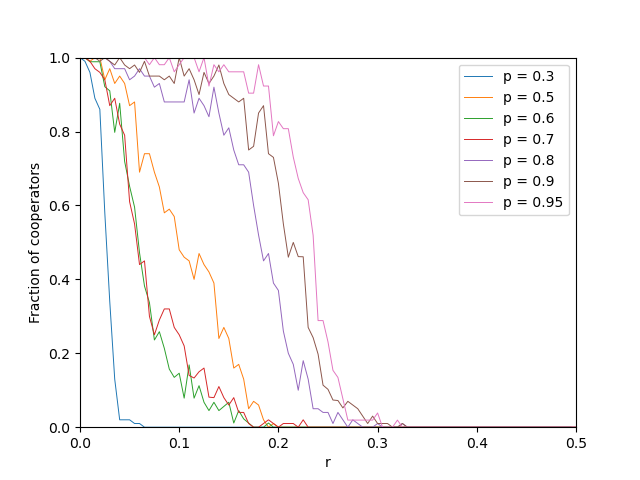 1.0
0.8
0.6
0.4
0.2
0.0
Fraction of cooperators
0.0 0.1 0.2 0.3 0.4 0.5
r
p = 0.3
p = 0.5
p = 0.6
p = 0.7
p = 0.8
p = 0.9
p = 0.95